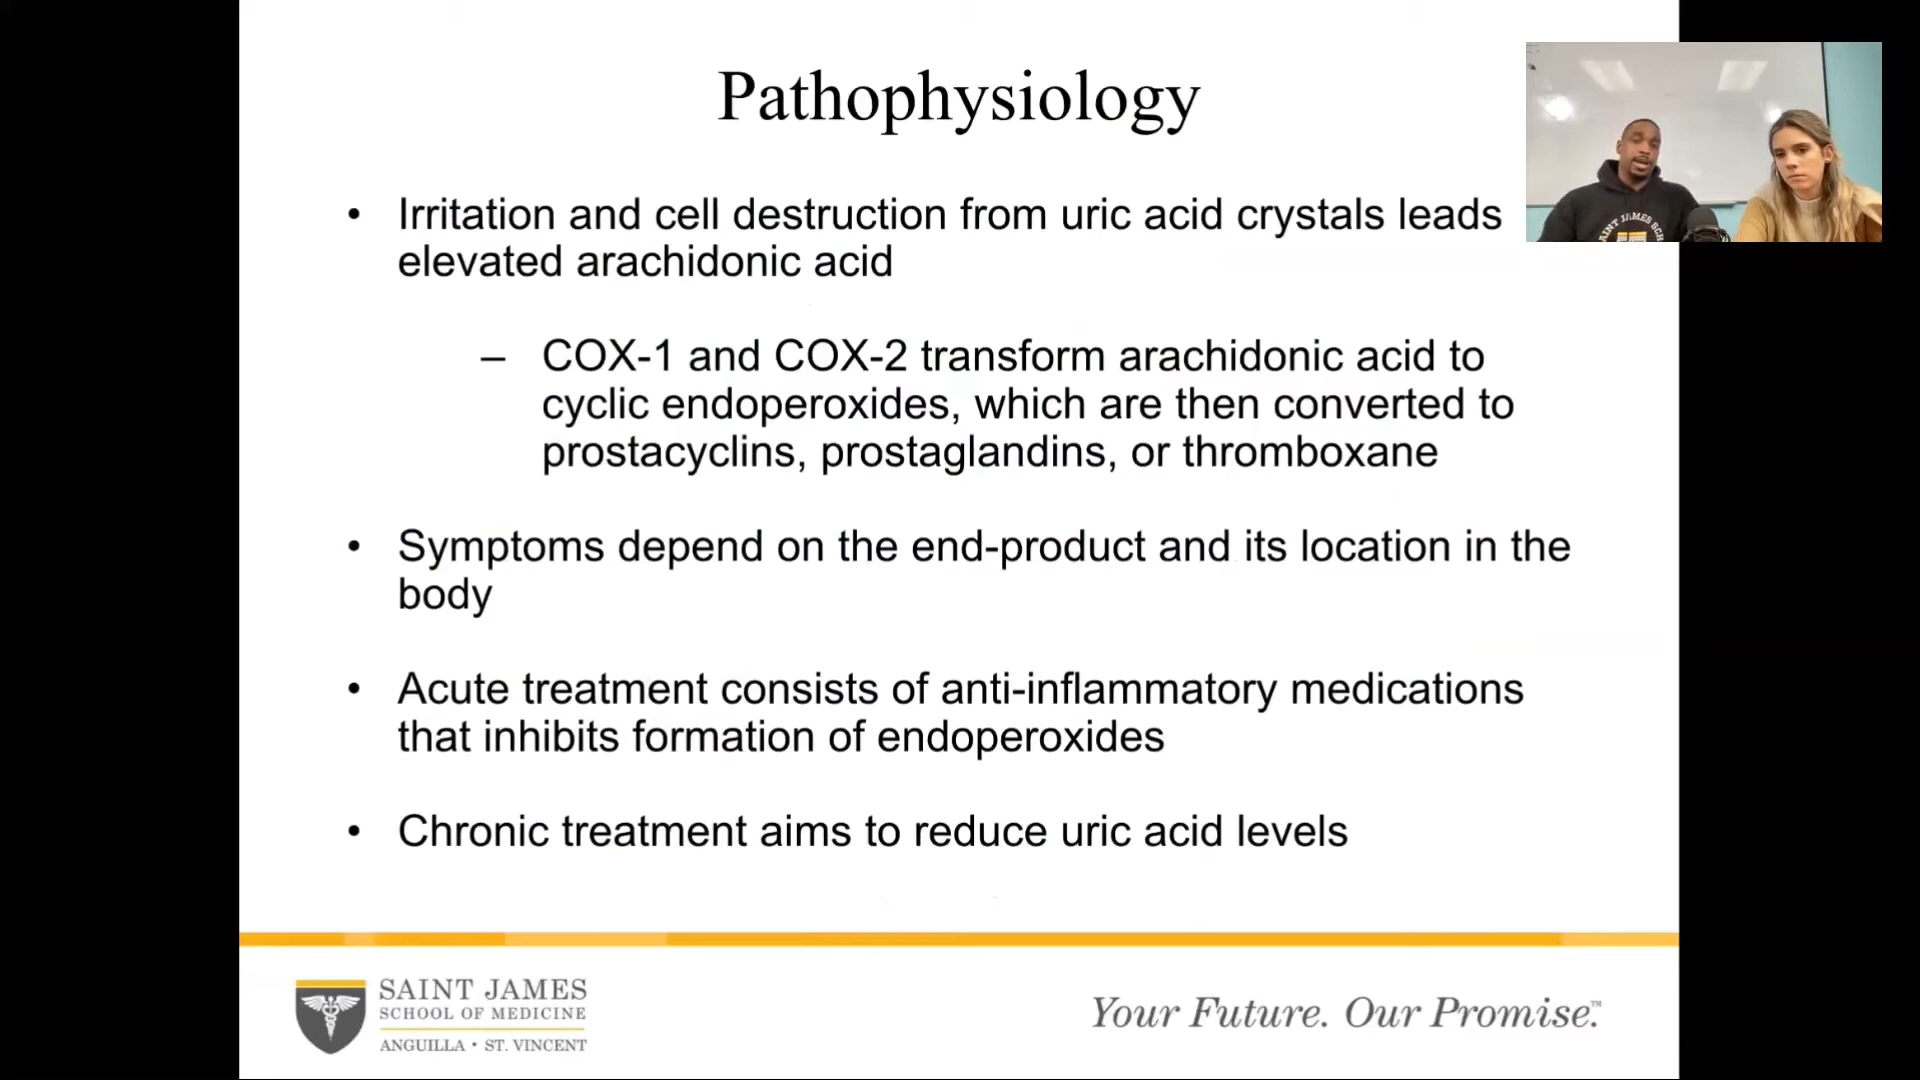 Pathophysiology
• Irritation and cell destruction from uric acid crystals leads
elevated arachidonic acid
– COX-1 and COX-2 transform arachidonic acid to
cyclic endoperoxides, which are then converted to
prostacyclins, prostaglandins, or thromboxane
• Symptoms depend on the end-product and its location in the
body
• Acute treatment consists of anti-inflammatory medications
that inhibits formation of endoperoxides
• Chronic treatment aims to reduce uric acid levels
SAINT JAMES
SCHOOL OF MEDICINE
ANGUILLA • ST. VINCENT
Your Future. Our Promise.™
JAMES